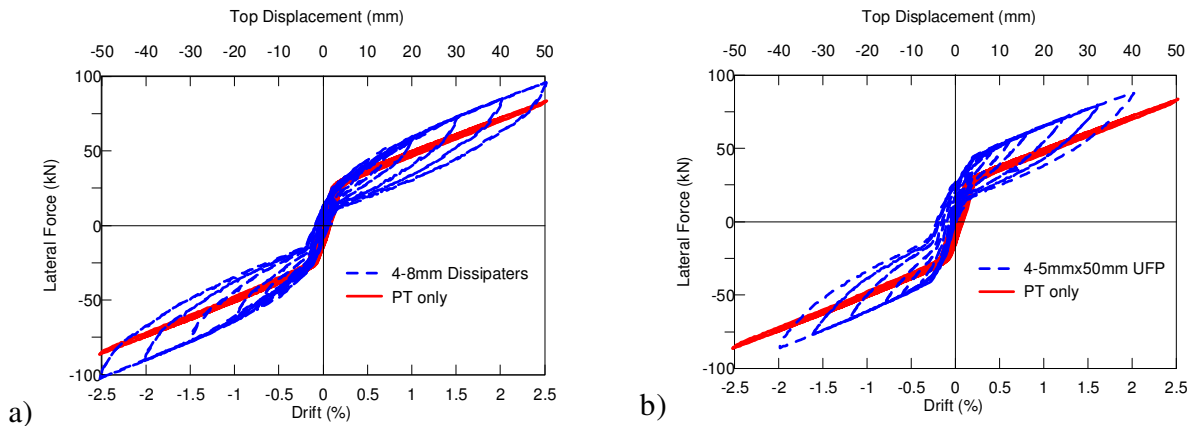 Top Displacement (mm)
-50 -40 -30 -20 -10 0 10 20 30 40 50
100
50
0
-50
-100
Lateral Force (kN)
4-8mm Dissipaters
PT only
-2.5 -2 -1.5 -1 -0.5 0 0.5 1 1.5 2 2.5
Drift (%)
a)
Top Displacement (mm)
-50 -40 -30 -20 -10 0 10 20 30 40 50
100
50
0
-50
-100
Lateral Force (kN)
4-5mmx50mm UFP
PT only
-2.5 -2 -1.5 -1 -0.5 0 0.5 1 1.5 2 2.5
Drift (%)
b)